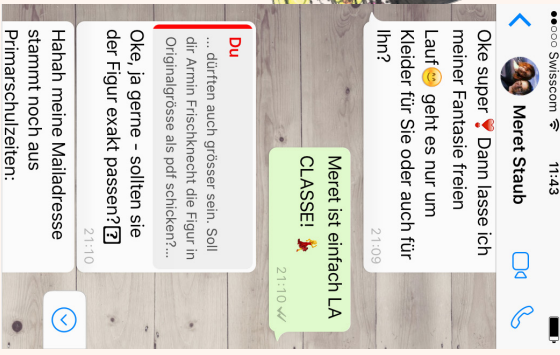 Swisscom 11:43
Meret Staub
Oke super ❣️ Dann lasse ich
meiner Fantasie freien
Lauf 😊 geht es nur um
Kleider für Sie oder auch für
Ihn?
21:09
Meret ist einfach LA
CLASSE! 💃
21:10
Du
... dürften auch grösser sein. Soll
dir Armin Frischknecht die Figur in
Originalgrösse als pdf schicken?...
Oke, ja gerne - sollten sie
der Figur exakt passen? ?
21:10
Hahah meine Mailadresse
stammt noch aus
Primarschulzeiten: